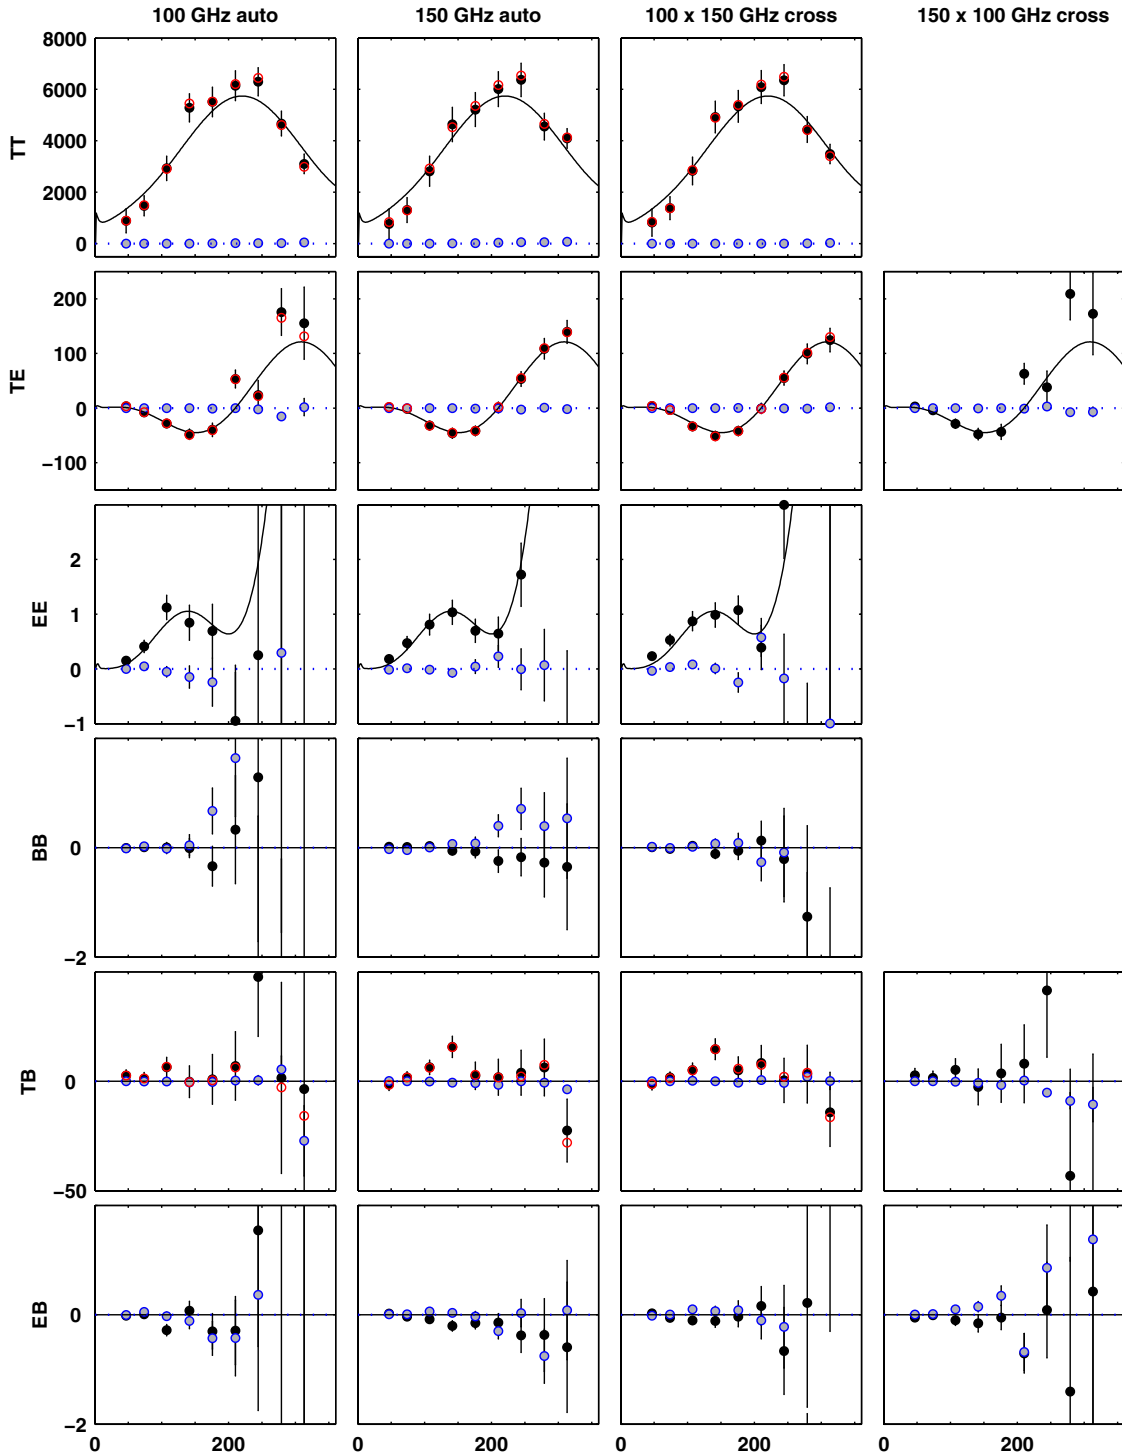 100 GHz auto 150 GHz auto 100 x 150 GHz cross 150 x 100 GHz cross
8000
6000
TT
4000
2000
0
200
100
TE
0
−100
2
EE
1
0
−1
BB
0
−2
TB
0
−50
EB
0
−2
0 200 0 200 0 200 0 200